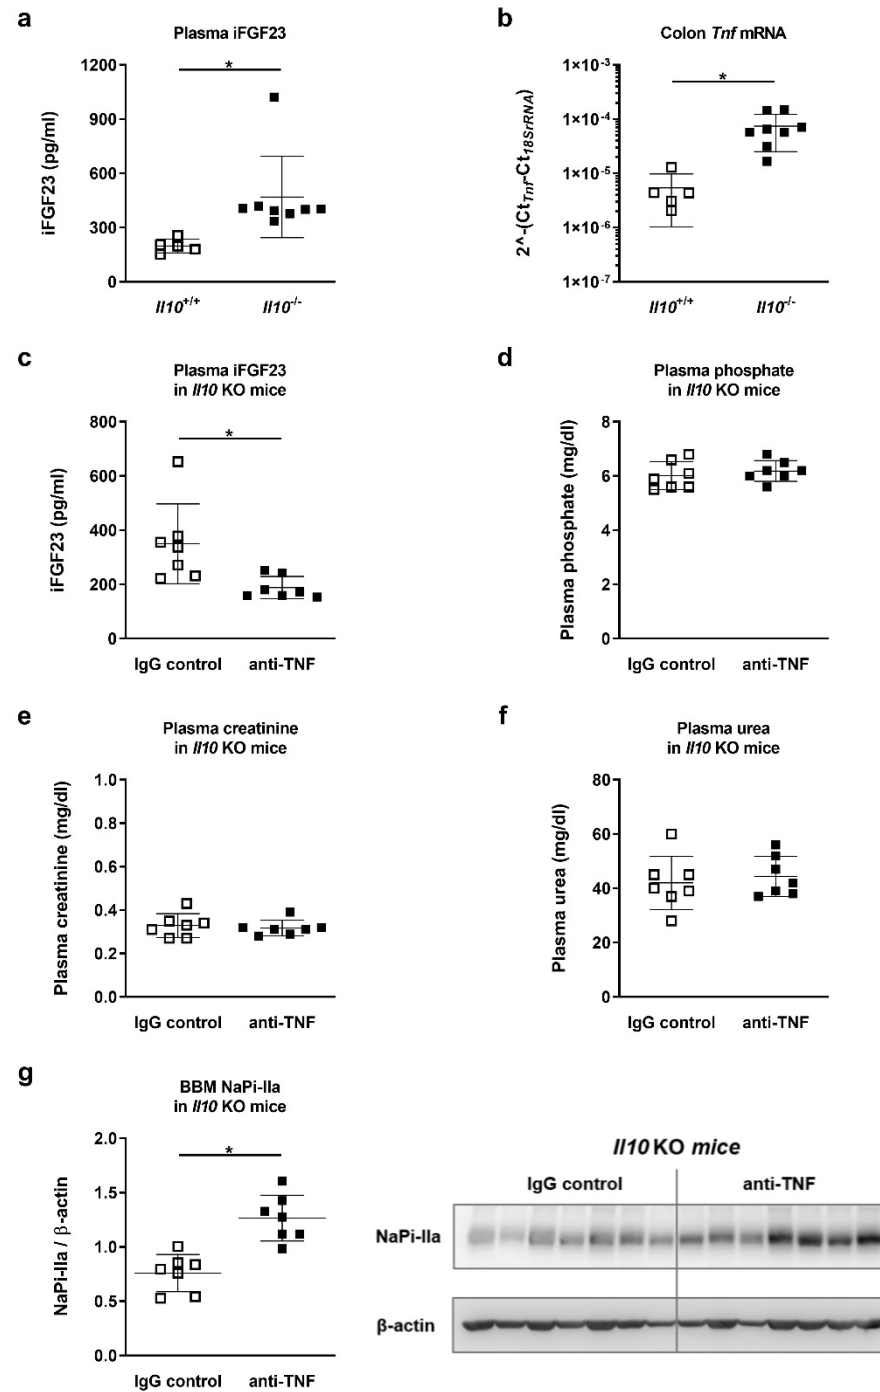 a
Plasma iFGF23
iFGF23 (pg/ml)
1200
900
600
300
0
*
Il10+/+
Il10-/-
b
Colon Tnf mRNA
2^-(CtTnf-Ct18SrRNA)
1×10-3
1×10-4
1×10-5
1×10-6
1×10-7
*
Il10+/+
Il10-/-
c
Plasma iFGF23
in Il10 KO mice
iFGF23 (pg/ml)
800
600
400
200
0
*
IgG control
anti-TNF
d
Plasma phosphate
in Il10 KO mice
Plasma phosphate (mg/dl)
8
6
4
2
0
IgG control
anti-TNF
e
Plasma creatinine
in Il10 KO mice
Plasma creatinine (mg/dl)
1.0
0.8
0.6
0.4
0.2
0.0
IgG control
anti-TNF
f
Plasma urea
in Il10 KO mice
Plasma urea (mg/dl)
80
60
40
20
0
IgG control
anti-TNF
g
BBM NaPi-IIa
in Il10 KO mice
NaPi-IIa / β-actin
2.0
1.5
1.0
0.5
0.0
*
IgG control
anti-TNF
Il10 KO mice
IgG control
anti-TNF
NaPi-IIa
β-actin